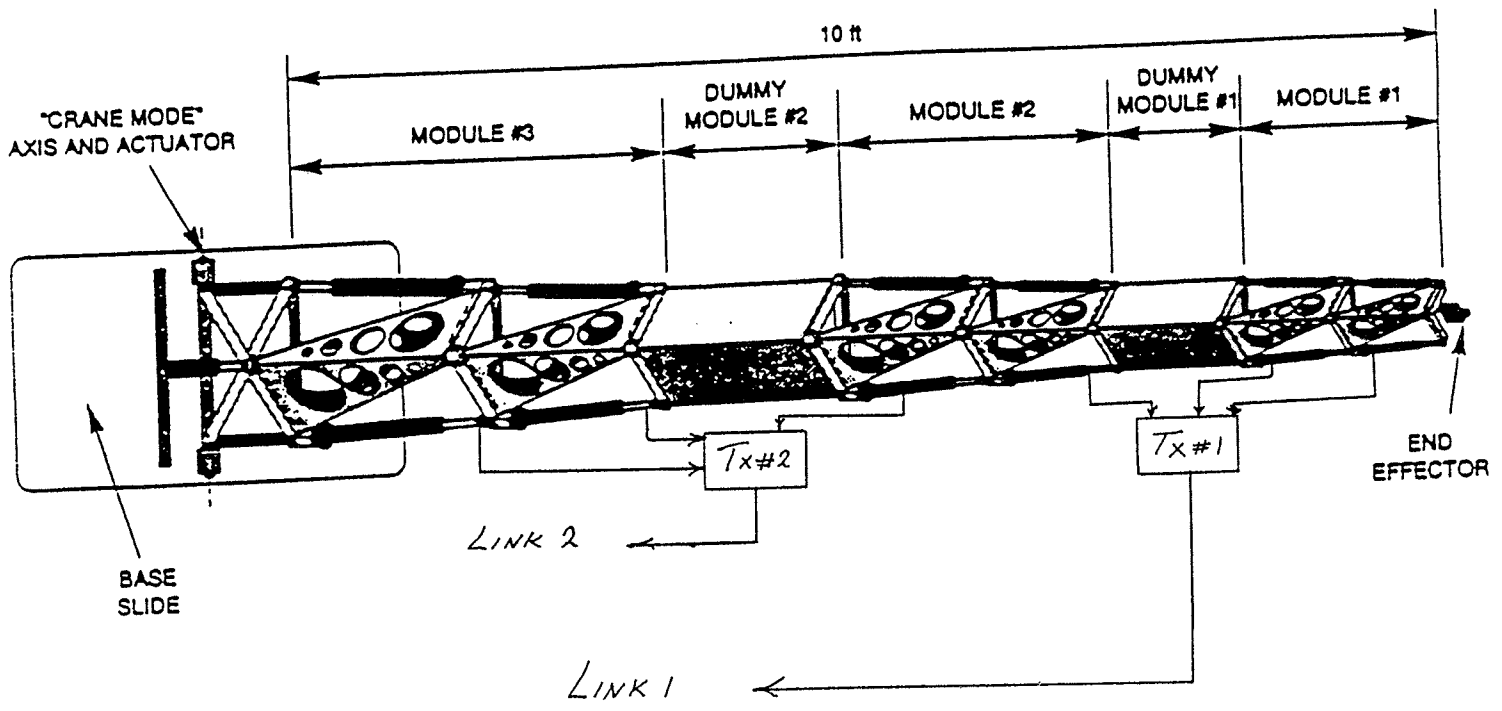 10 ft
"CRANE MODE"
AXIS AND ACTUATOR
MODULE #3
DUMMY
MODULE #2
MODULE #2
DUMMY
MODULE #1
MODULE #1
Tx#2
Tx#1
END
EFFECTOR
LINK 2
BASE
SLIDE
LINK 1